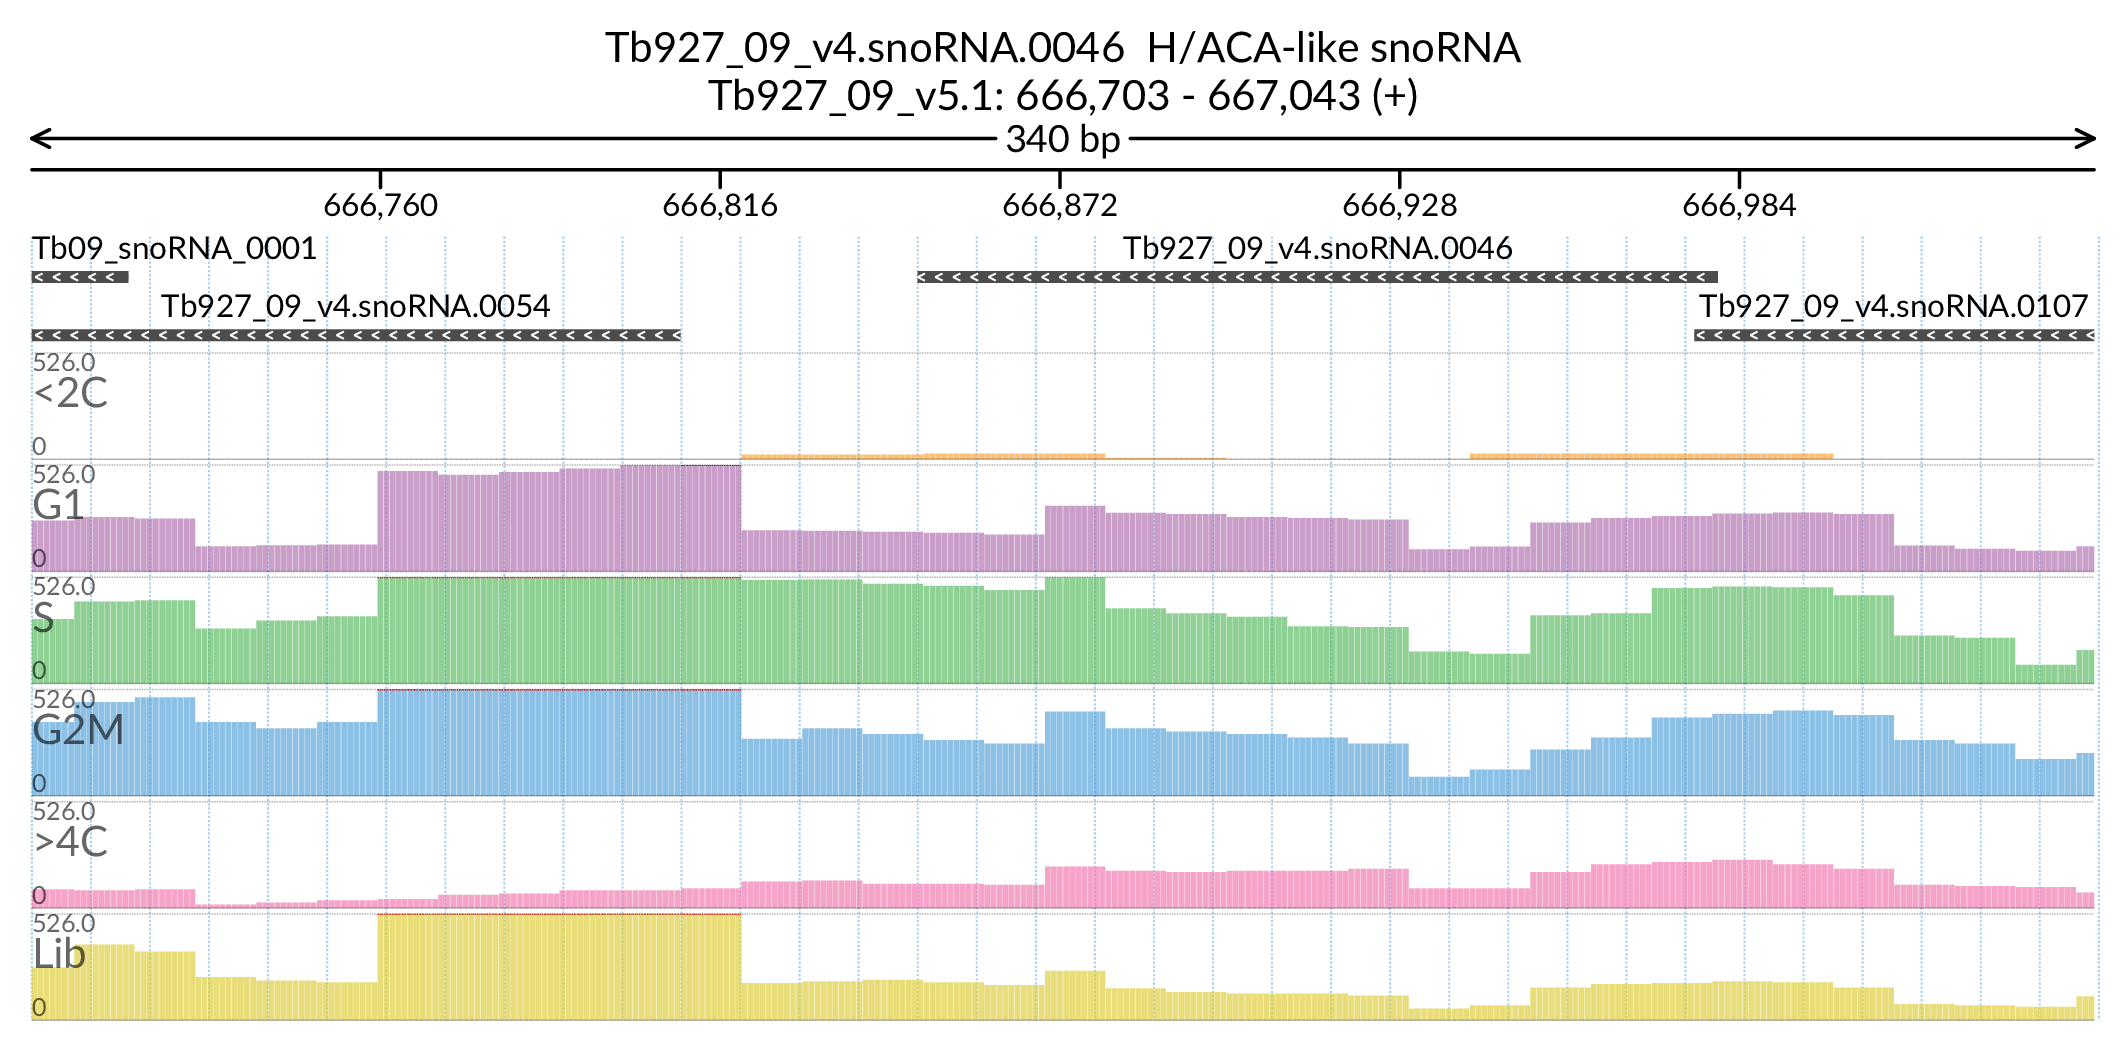 Tb927_09_v4.snoRNA.0046  H/ACA-like snoRNA
Tb927_09_v5.1: 666,703 - 667,043 (+)
340 bp
666,760 666,816 666,872 666,928 666,984
Tb09_snoRNA_0001 Tb927_09_v4.snoRNA.0046
Tb927_09_v4.snoRNA.0054 Tb927_09_v4.snoRNA.0107
526.0
<2C
0
526.0
G1
0
526.0
S
0
526.0
G2M
0
526.0
>4C
0
526.0
Lib
0